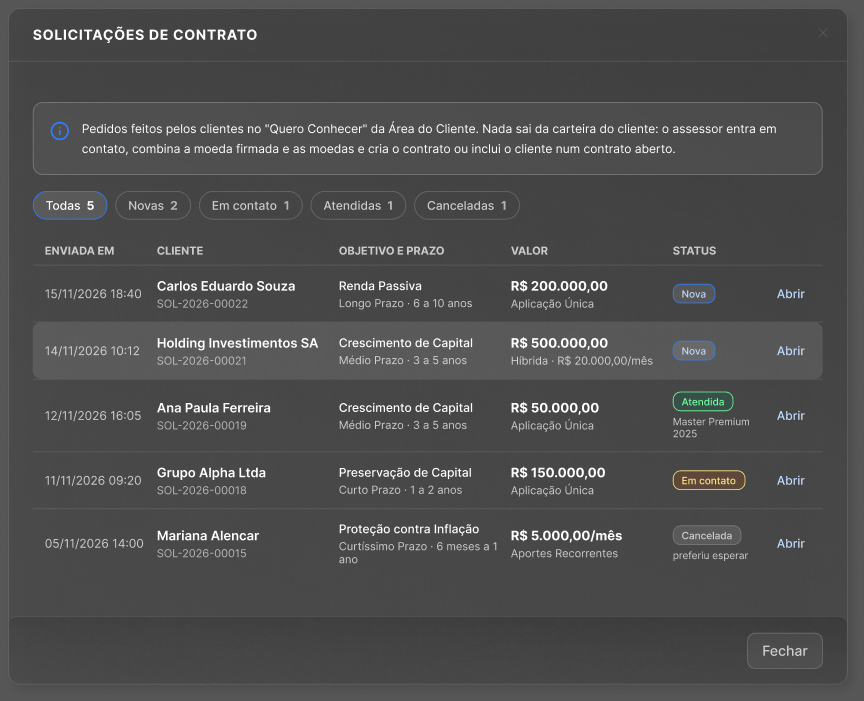 SOLICITAÇÕES DE CONTRATO
Pedidos feitos pelos clientes no "Quero Conhecer" da Área do Cliente. Nada sai da carteira do cliente: o assessor entra em
contato, combina a moeda firmada e as moedas e cria o contrato ou inclui o cliente num contrato aberto.
Todas 5 Novas 2 Em contato 1 Atendidas 1 Canceladas 1
ENVIADA EM CLIENTE OBJETIVO E PRAZO VALOR STATUS
15/11/2026 18:40 Carlos Eduardo Souza Renda Passiva R$ 200.000,00 Nova Abrir
SOL-2026-00022 Longo Prazo · 6 a 10 anos Aplicação Única
14/11/2026 10:12 Holding Investimentos SA Crescimento de Capital R$ 500.000,00 Nova Abrir
SOL-2026-00021 Médio Prazo · 3 a 5 anos Híbrida · R$ 20.000,00/mês
12/11/2026 16:05 Ana Paula Ferreira Crescimento de Capital R$ 50.000,00 Atendida Abrir
SOL-2026-00019 Médio Prazo · 3 a 5 anos Aplicação Única Master Premium
2025
11/11/2026 09:20 Grupo Alpha Ltda Preservação de Capital R$ 150.000,00 Em contato Abrir
SOL-2026-00018 Curto Prazo · 1 a 2 anos Aplicação Única
05/11/2026 14:00 Mariana Alencar Proteção contra Inflação R$ 5.000,00/mês Cancelada Abrir
SOL-2026-00015 Curtíssimo Prazo · 6 meses a 1 Aportes Recorrentes preferiu esperar
ano
Fechar